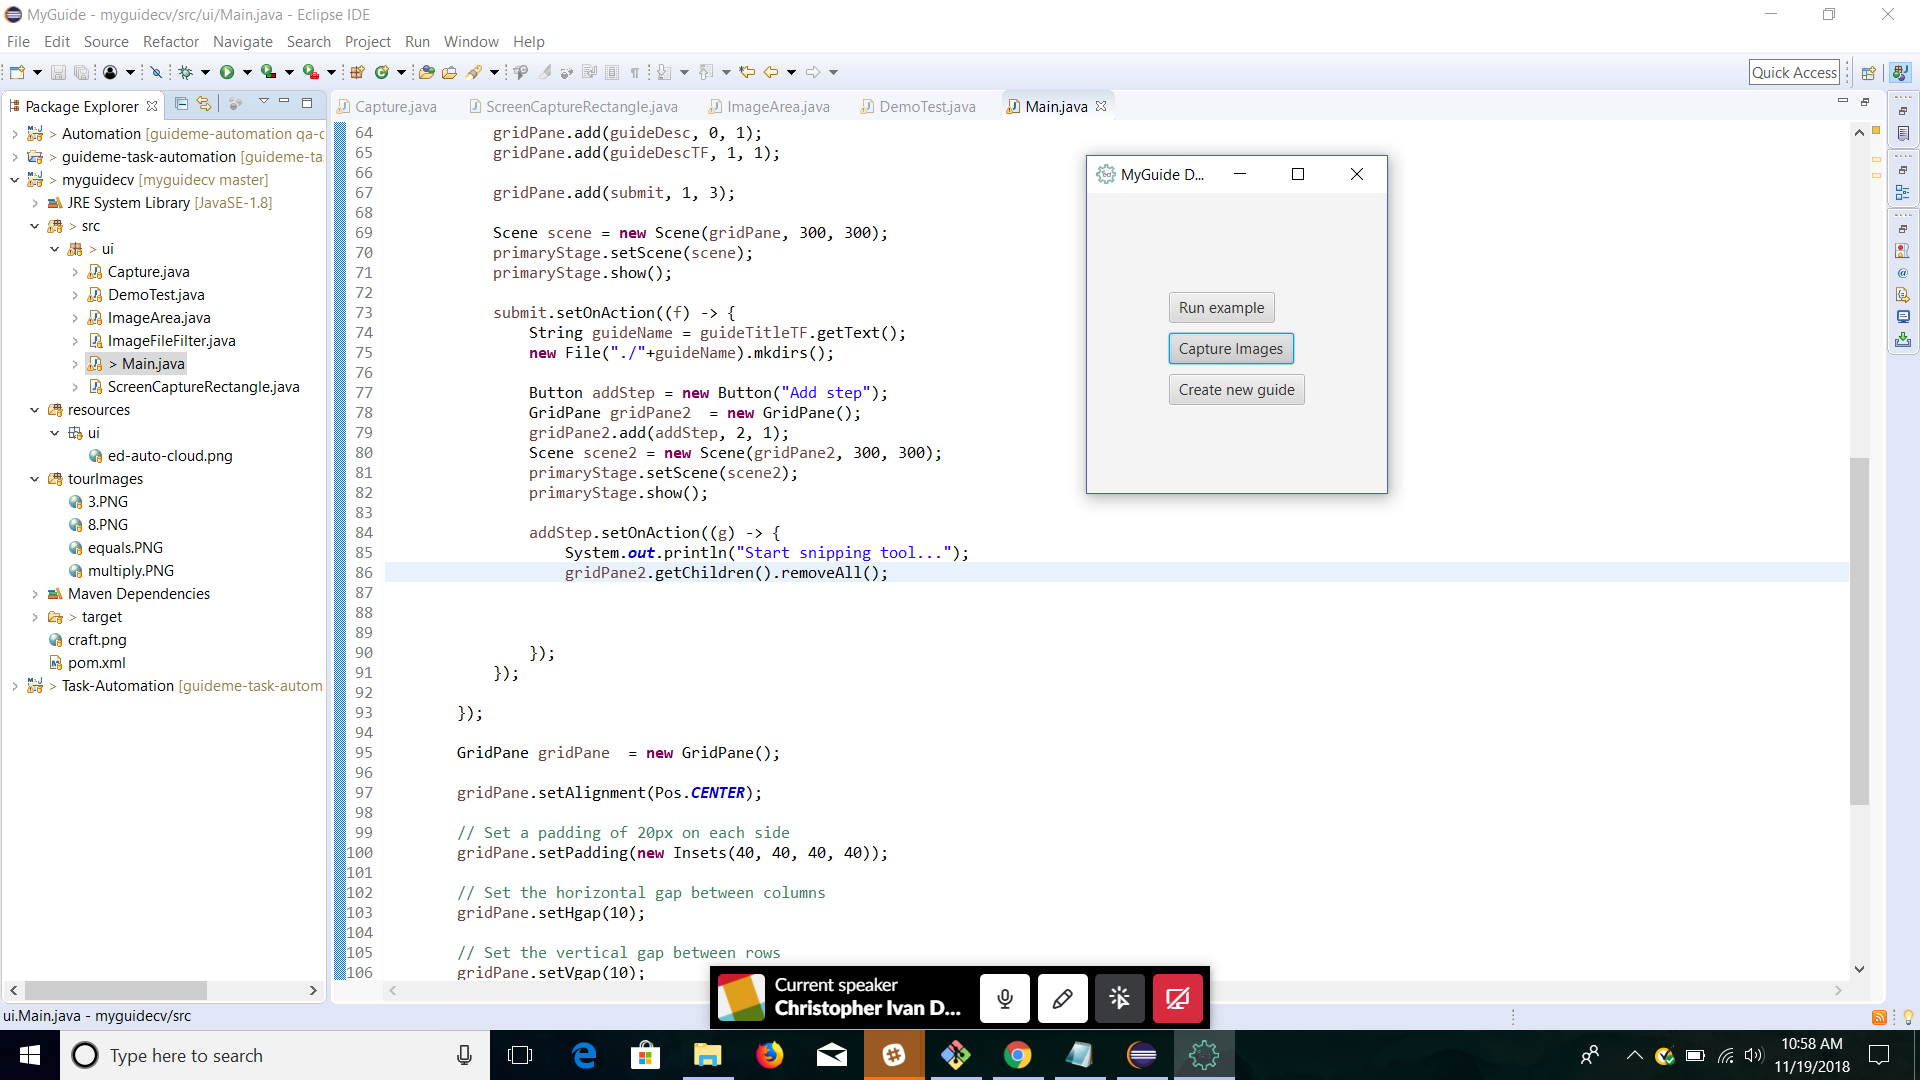 MyGuide - myguidecv/src/ui/Main.java - Eclipse IDE
File Edit Source Refactor Navigate Search Project Run Window Help
Quick Access
Package Explorer
Automation [guideme-automation qa-c
guideme-task-automation [guideme-ta
myguidecv [myguidecv master]
JRE System Library [JavaSE-1.8]
> src
> ui
Capture.java
DemoTest.java
ImageArea.java
ImageFileFilter.java
> Main.java
ScreenCaptureRectangle.java
resources
ui
ed-auto-cloud.png
tourImages
3.PNG
8.PNG
equals.PNG
multiply.PNG
Maven Dependencies
> target
craft.png
pom.xml
> Task-Automation [guideme-task-autom
Capture.java ScreenCaptureRectangle.java ImageArea.java DemoTest.java Main.java
64 gridPane.add(guideDesc, 0, 1);
65 gridPane.add(guideDescTF, 1, 1);
66
67 gridPane.add(submit, 1, 3);
68
69 Scene scene = new Scene(gridPane, 300, 300);
70 primaryStage.setScene(scene);
71 primaryStage.show();
72
73 submit.setOnAction((f) -> {
74 String guideName = guideTitleTF.getText();
75 new File("./"+guideName).mkdirs();
76
77 Button addStep = new Button("Add step");
78 GridPane gridPane2  = new GridPane();
79 gridPane2.add(addStep, 2, 1);
80 Scene scene2 = new Scene(gridPane2, 300, 300);
81 primaryStage.setScene(scene2);
82 primaryStage.show();
83
84 addStep.setOnAction((g) -> {
85 System.out.println("Start snipping tool...");
86 gridPane2.getChildren().removeAll();
87
88
89
90 });
91 });
92
93 });
94
95 GridPane gridPane  = new GridPane();
96
97 gridPane.setAlignment(Pos.CENTER);
98
99 // Set a padding of 20px on each side
100 gridPane.setPadding(new Insets(40, 40, 40, 40));
101
102 // Set the horizontal gap between columns
103 gridPane.setHgap(10);
104
105 // Set the vertical gap between rows
106 gridPane.setVgap(10);
MyGuide D...
Run example
Capture Images
Create new guide
Current speaker
Christopher Ivan D...
ui.Main.java - myguidecv/src
Type here to search
10:58 AM
11/19/2018